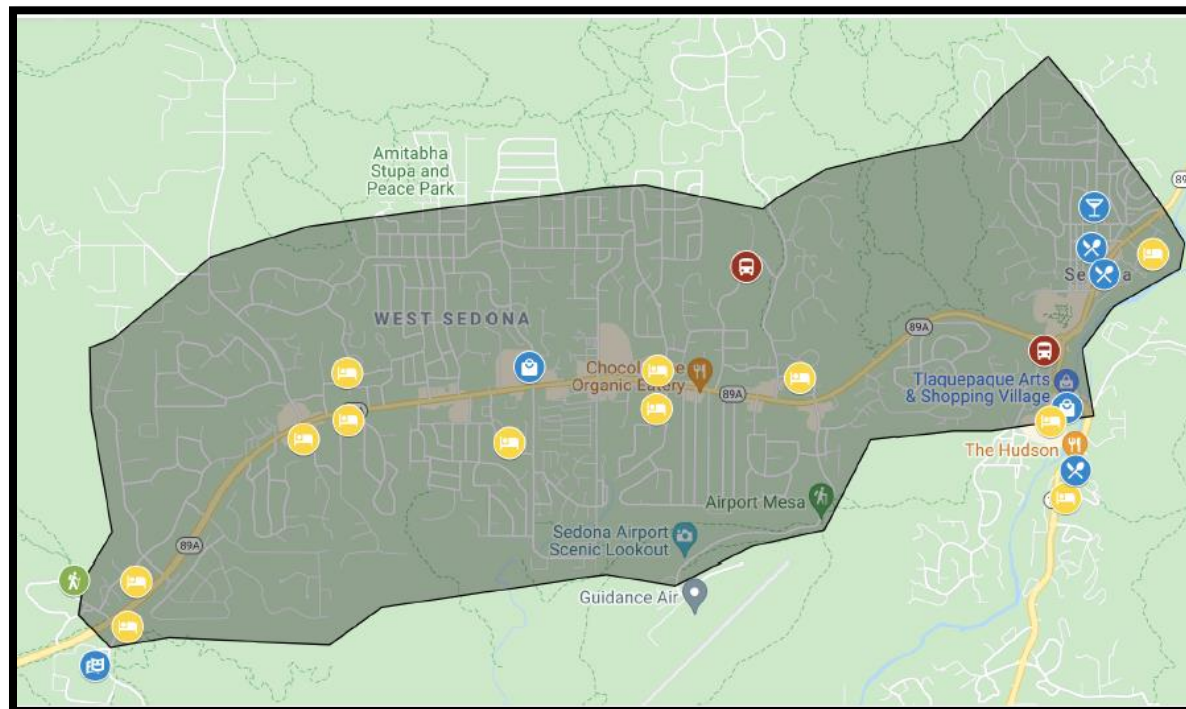 Amitabha
Stupa and
Peace Park
89
WEST SEDONA
89A
Tlaquepaque Arts
& Shopping Village
Organic Eatery
89A
The Hudson
Airport Mesa
Sedona Airport
Scenic Lookout
89A
Guidance Air